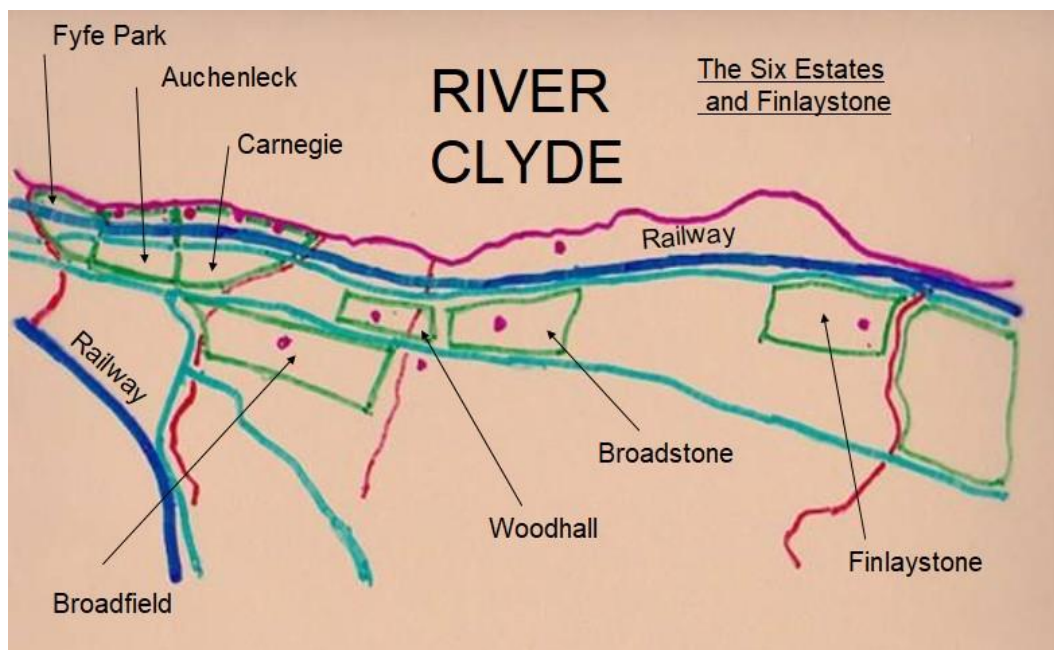 Fyfe Park
Auchenleck
Carnegie
RIVER
CLYDE
The Six Estates
and Finlaystone
Railway
Railway
Broadstone
Woodhall
Finlaystone
Broadfield